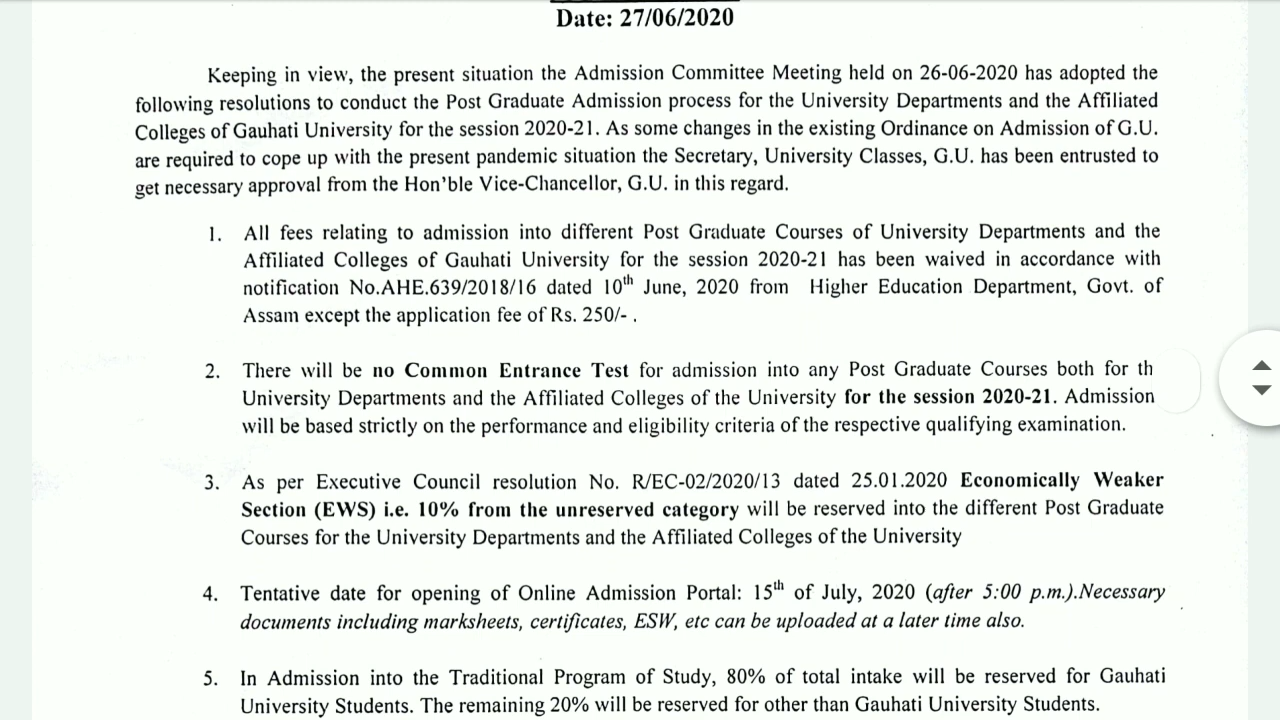 Date: 27/06/2020
Keeping in view, the present situation the Admission Committee Meeting held on 26-06-2020 has adopted the
following resolutions to conduct the Post Graduate Admission process for the University Departments and the Affiliated
Colleges of Gauhati University for the session 2020-21. As some changes in the existing Ordinance on Admission of G.U.
are required to cope up with the present pandemic situation the Secretary, University Classes, G.U. has been entrusted to
get necessary approval from the Hon'ble Vice-Chancellor, G.U. in this regard.
1. All fees relating to admission into different Post Graduate Courses of University Departments and the
Affiliated Colleges of Gauhati University for the session 2020-21 has been waived in accordance with
notification No.AHE.639/2018/16 dated 10th June, 2020 from Higher Education Department, Govt. of
Assam except the application fee of Rs. 250/- .
2. There will be no Common Entrance Test for admission into any Post Graduate Courses both for th
University Departments and the Affiliated Colleges of the University for the session 2020-21. Admission
will be based strictly on the performance and eligibility criteria of the respective qualifying examination.
3. As per Executive Council resolution No. R/EC-02/2020/13 dated 25.01.2020 Economically Weaker
Section (EWS) i.e. 10% from the unreserved category will be reserved into the different Post Graduate
Courses for the University Departments and the Affiliated Colleges of the University
4. Tentative date for opening of Online Admission Portal: 15th of July, 2020 (after 5:00 p.m.).Necessary
documents including marksheets, certificates, ESW, etc can be uploaded at a later time also.
5. In Admission into the Traditional Program of Study, 80% of total intake will be reserved for Gauhati
University Students. The remaining 20% will be reserved for other than Gauhati University Students.